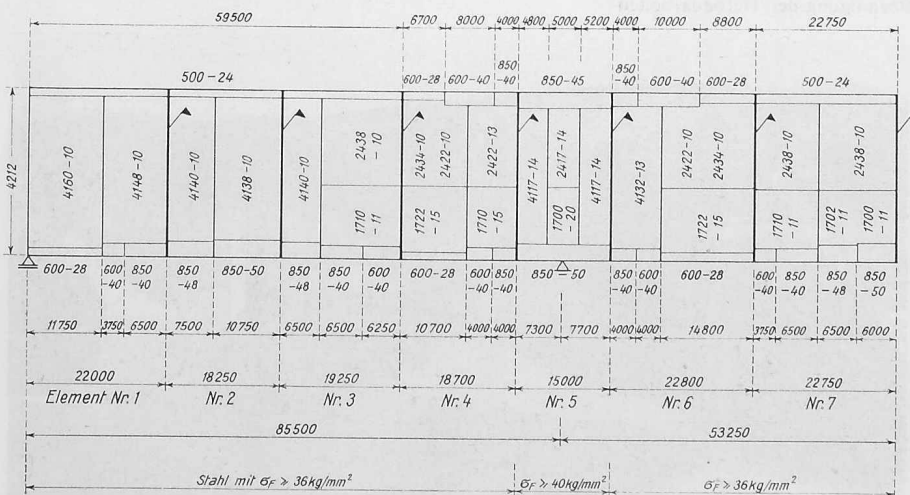 59500 6700 8000 4000 4800 5000 5200 4000 10000 8800 22750
500-24 600-28 600-40 850-40 850-45 850-40 600-40 600-28 500-24
4212
4160-10 4148-10 4140-10 4138-10 4140-10 2438-10 2434-10 2422-10 2422-13 4117-14 2417-14 4117-14 4132-13 2422-10 2434-10 2438-10 2438-10
1710-11 1722-15 1710-15 1700-20 1722-15 1710-11 1702-11 1700-11
600-28 600-40 850-40 850-48 850-50 850-48 850-40 600-40 600-28 600-40 850-40 850-50 850-40 600-40 600-28 600-40 850-40 850-48 850-50
11750 3750 6500 7500 10750 6500 6500 6250 10700 4000 4000 7300 7700 4000 4000 14800 3750 6500 6500 6000
22000 18250 19250 18700 15000 22800 22750
Element Nr. 1 Nr. 2 Nr. 3 Nr. 4 Nr. 5 Nr. 6 Nr. 7
85500 53250
Stahl mit σF ≥ 36 kg/mm² σF ≥ 40 kg/mm² σF ≥ 36 kg/mm²